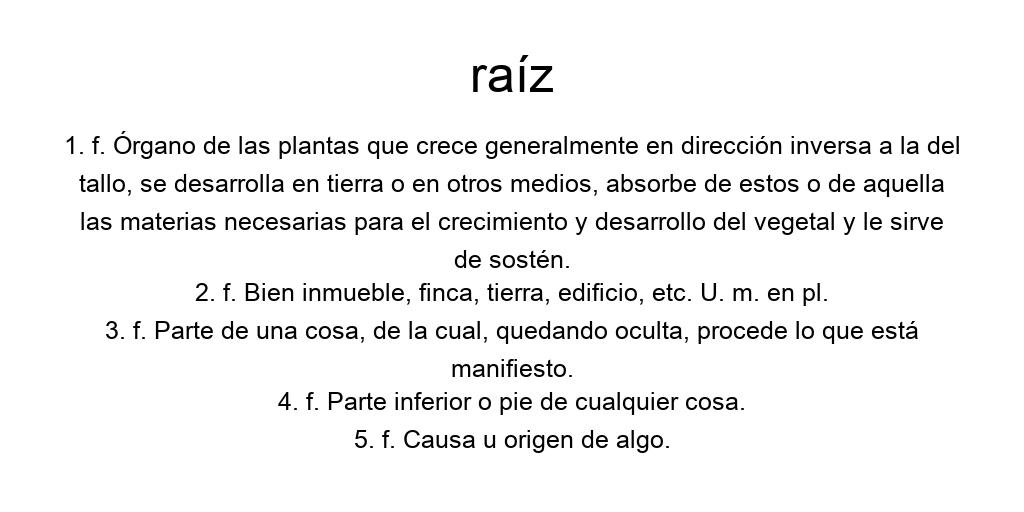 raíz
1. f. Órgano de las plantas que crece generalmente en dirección inversa a la del
tallo, se desarrolla en tierra o en otros medios, absorbe de estos o de aquella
las materias necesarias para el crecimiento y desarrollo del vegetal y le sirve
de sostén.
2. f. Bien inmueble, finca, tierra, edificio, etc. U. m. en pl.
3. f. Parte de una cosa, de la cual, quedando oculta, procede lo que está
manifiesto.
4. f. Parte inferior o pie de cualquier cosa.
5. f. Causa u origen de algo.